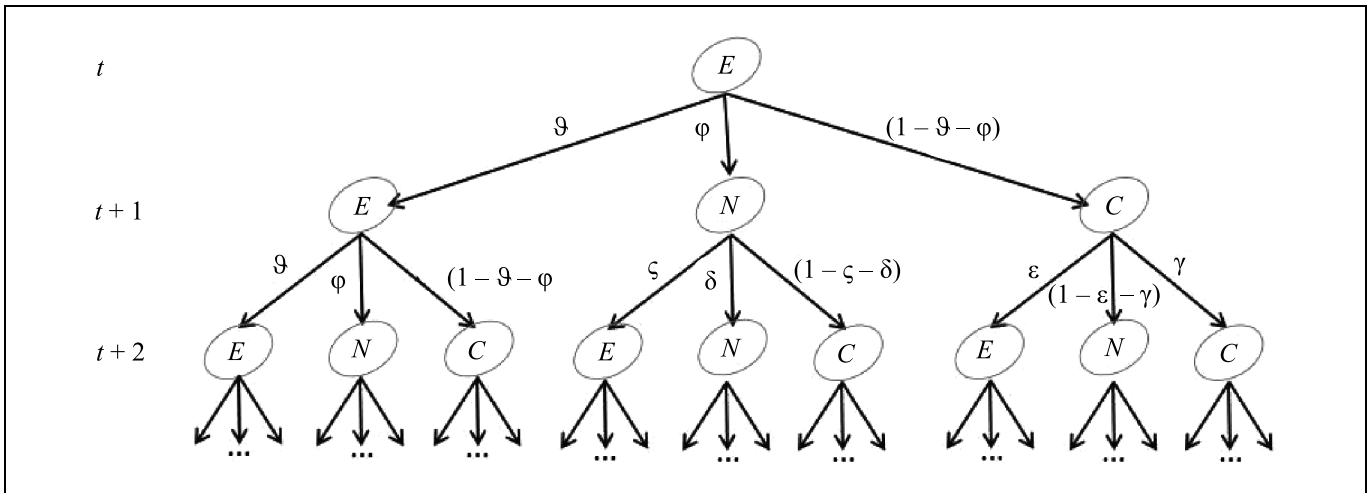 t E
ϑ φ (1 – ϑ – φ)
t + 1 E N C
ϑ φ (1 – ϑ – φ ς δ (1 – ς – δ) ε (1 – ε – γ) γ
t + 2 E N C E N C E N C
... ... ... ... ... ... ... ... ...